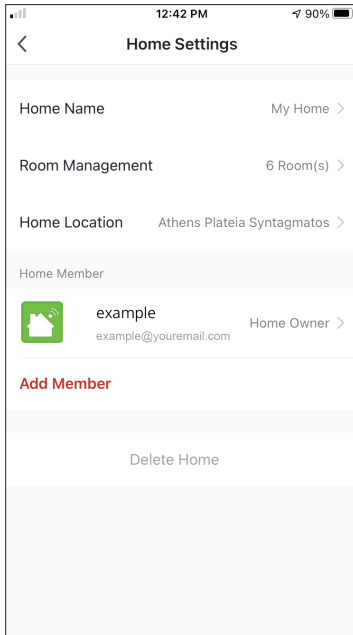 12:42 PM 90%
Home Settings
Home Name My Home
Room Management 6 Room(s)
Home Location Athens Plateia Syntagmatos
Home Member
example
example@youremail.com
Home Owner
Add Member
Delete Home